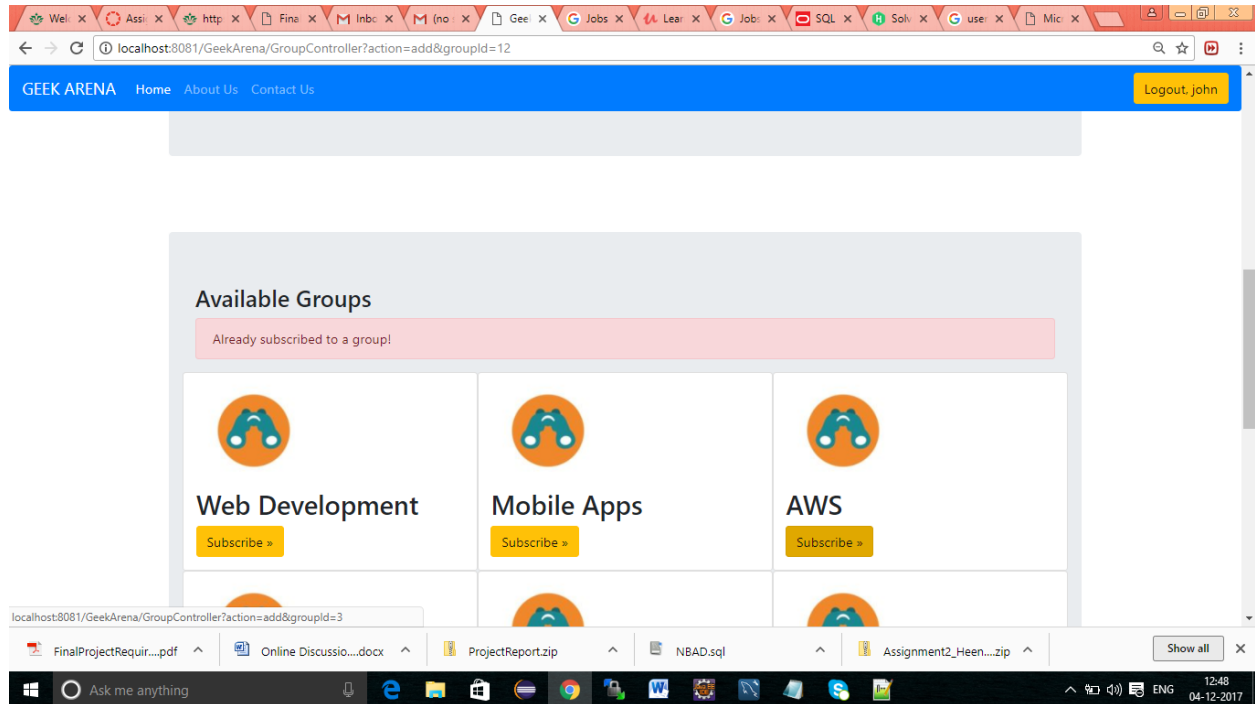 Wel
Assi
http
Fina
Inbo
(no
Geel
Jobs
Lear
Jobs
SQL
Solv
user
Mic
localhost:8081/GeekArena/GroupController?action=add&groupId=12
GEEK ARENA Home About Us Contact Us Logout, john
Available Groups
Already subscribed to a group!
Web Development Mobile Apps AWS
Subscribe » Subscribe » Subscribe »
localhost:8081/GeekArena/GroupController?action=add&groupId=3
FinalProjectRequir....pdf Online Discussio....docx ProjectReport.zip NBAD.sql Assignment2_Heen....zip Show all
Ask me anything ENG 12:48
04-12-2017